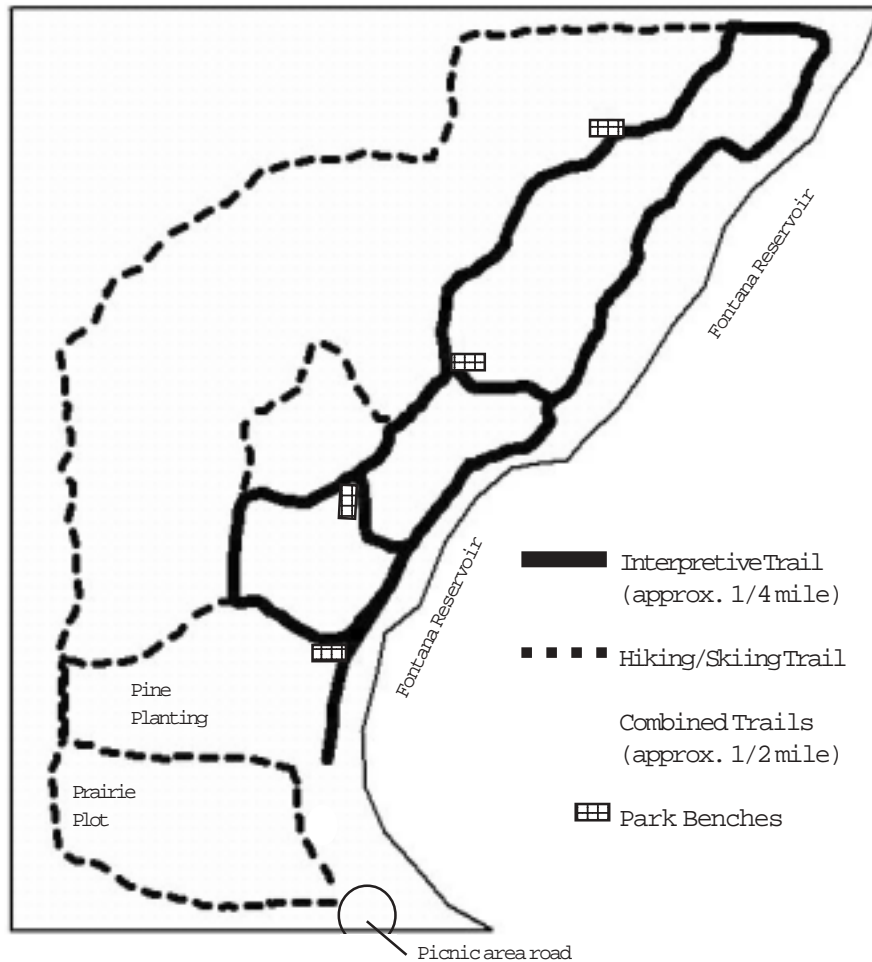 Fontana Reservoir
Fontana Reservoir
Interpretive Trail
(approx. 1/4 mile)
Hiking/Skiing Trail
Pine
Planting
Combined Trails
(approx. 1/2 mile)
Prairie
Plot
Park Benches
Picnic area road